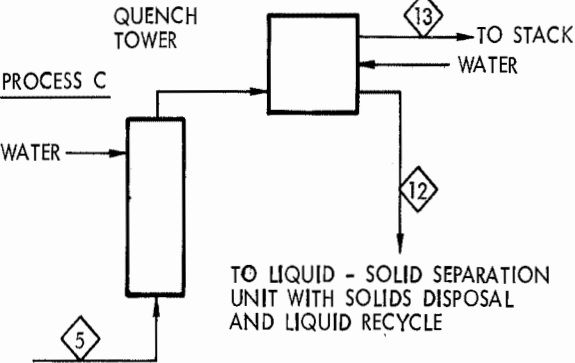 QUENCH
TOWER
13
TO STACK
WATER
PROCESS C
WATER
12
TO LIQUID - SOLID SEPARATION
UNIT WITH SOLIDS DISPOSAL
AND LIQUID RECYCLE
5